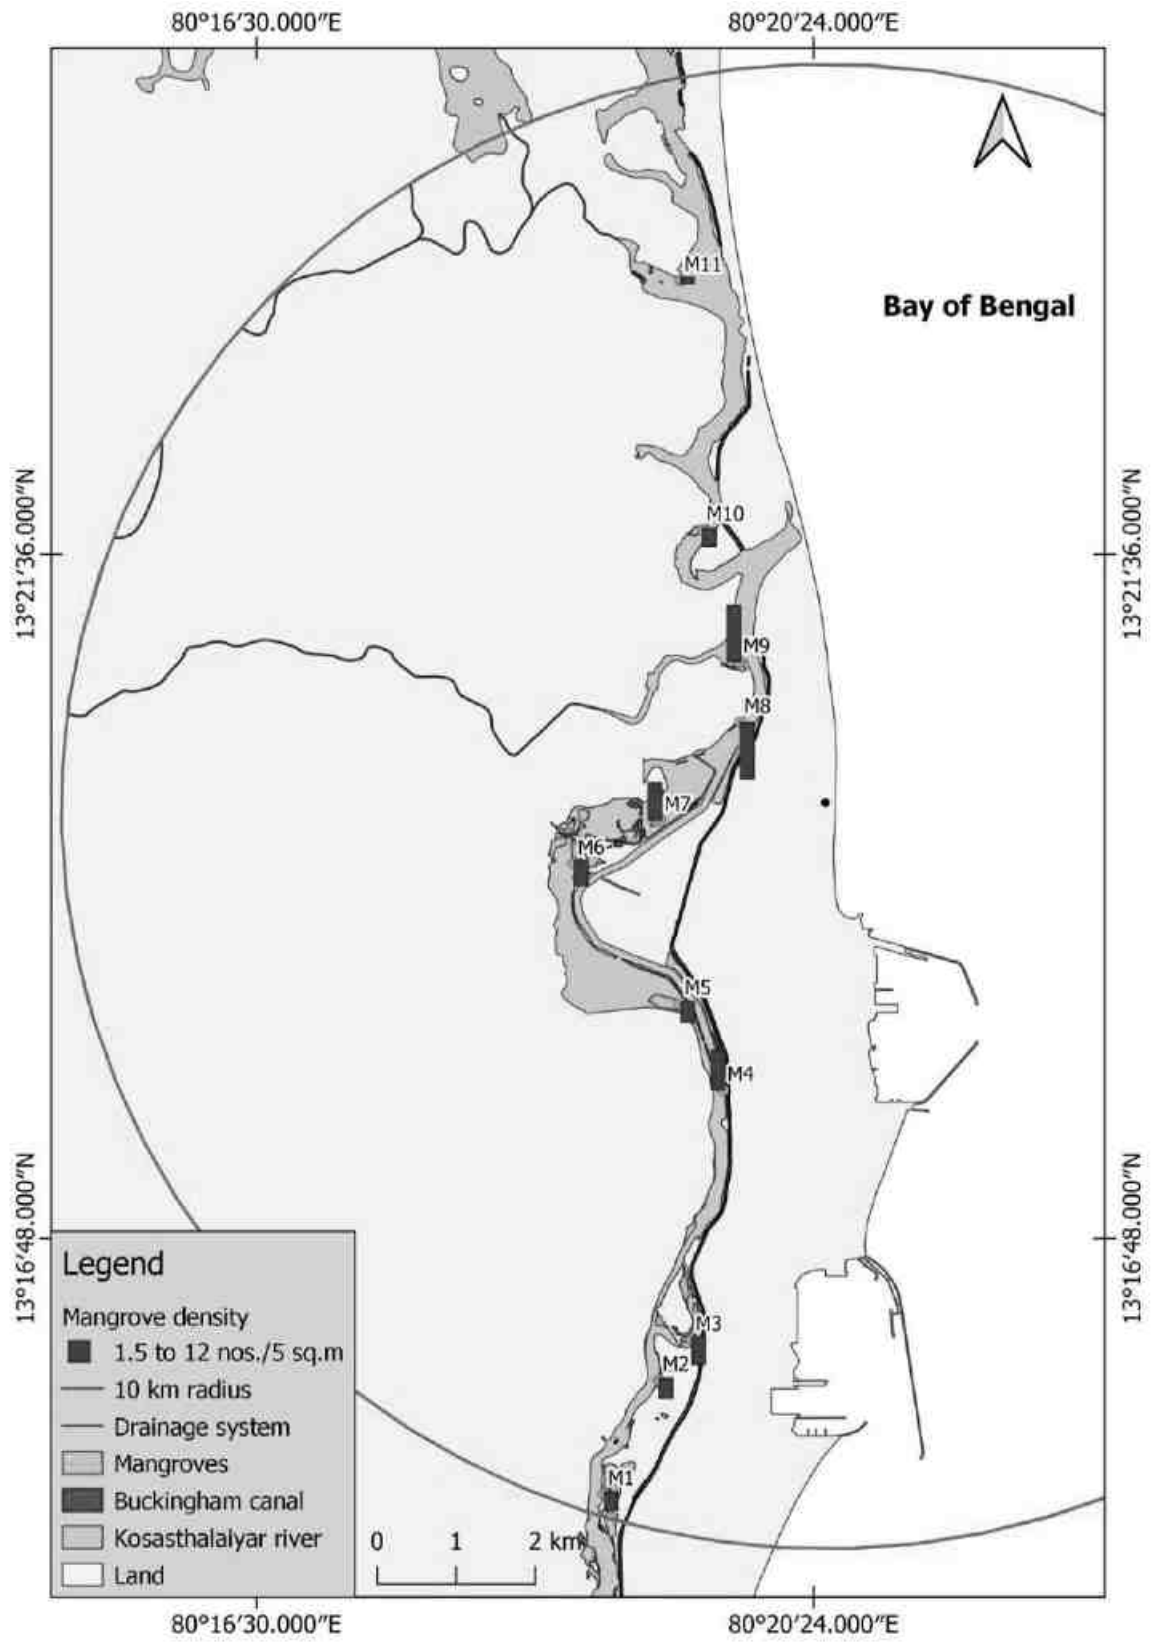 80°16'30.000"E
80°20'24.000"E
M11
Bay of Bengal
13°21'36.000"N
13°21'36.000"N
M10
M9
M8
M7
M6
M5
M4
13°16'48.000"N
13°16'48.000"N
M3
M2
M1
Legend
Mangrove density
1.5 to 12 nos./5 sq.m
10 km radius
Drainage system
Mangroves
Buckingham canal
Kosasthalaiyar river
Land
0 1 2 km
80°16'30.000"E
80°20'24.000"E